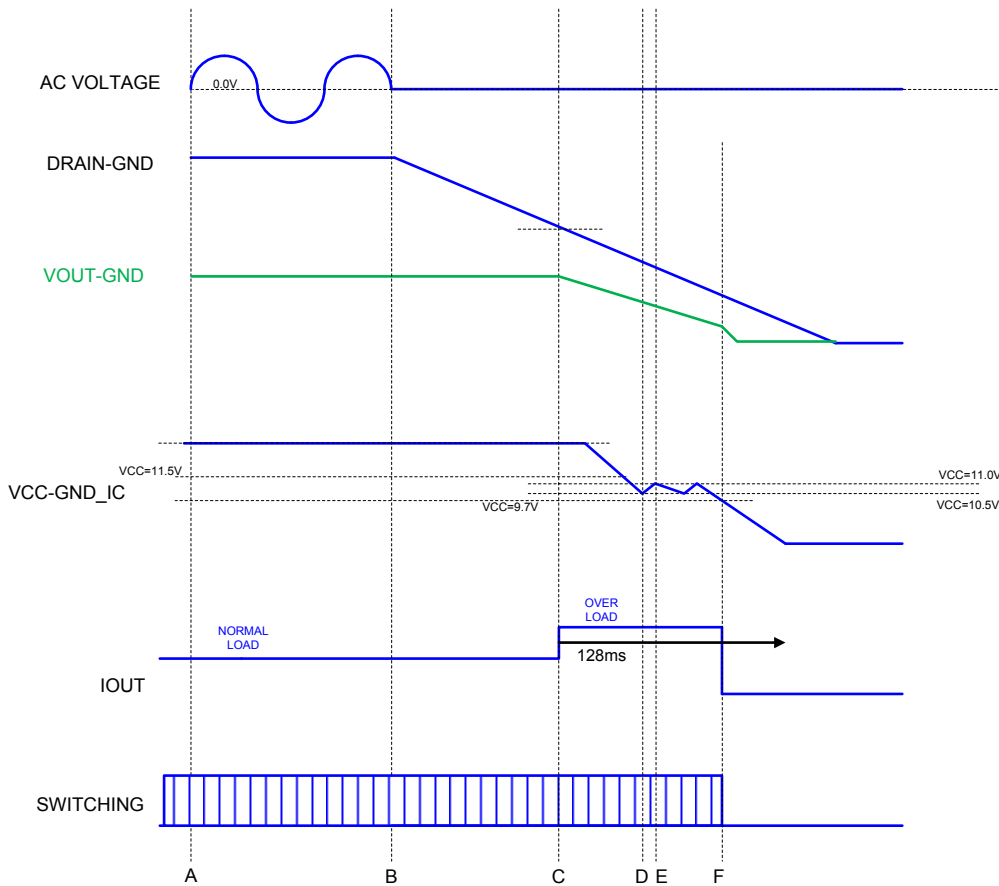 AC VOLTAGE
0.0V
DRAIN-GND
VOUT-GND
VCC=11.5V
VCC=11.0V
VCC-GND_IC
VCC=9.7V
VCC=10.5V
OVER
LOAD
NORMAL
LOAD
128ms
IOUT
SWITCHING
A B C D E F